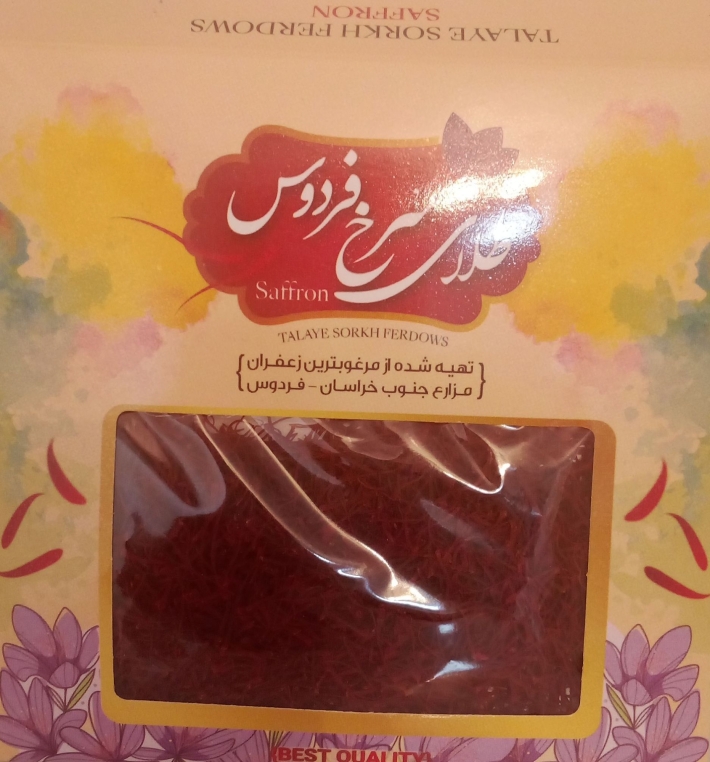 TALAYE SORKH FERDOWS
SAFFRON
طلای سرخ فردوس
Saffron
TALAYE SORKH FERDOWS
{تهیه شده از مرغوبترین زعفران
مزارع جنوب خراسان - فردوس}
{BEST QUALITY}